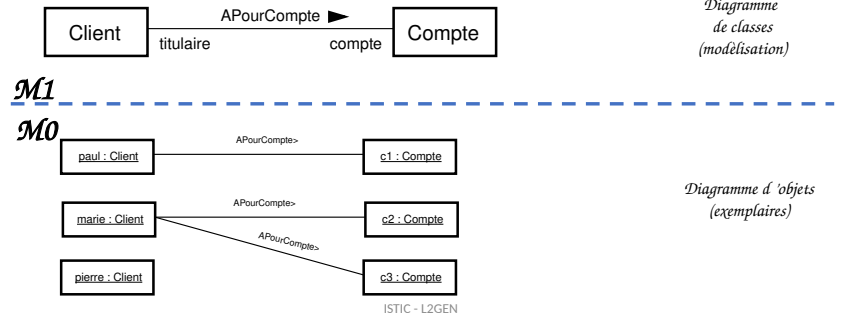 Diagramme
de classes
(modélisation)
Client
APourCompte
titulaire
compte
Compte
M1
M0
paul : Client
APourCompte>
c1 : Compte
marie : Client
APourCompte>
c2 : Compte
APourCompte>
pierre : Client
c3 : Compte
Diagramme d 'objets
(exemplaires)
ISTIC - L2GEN